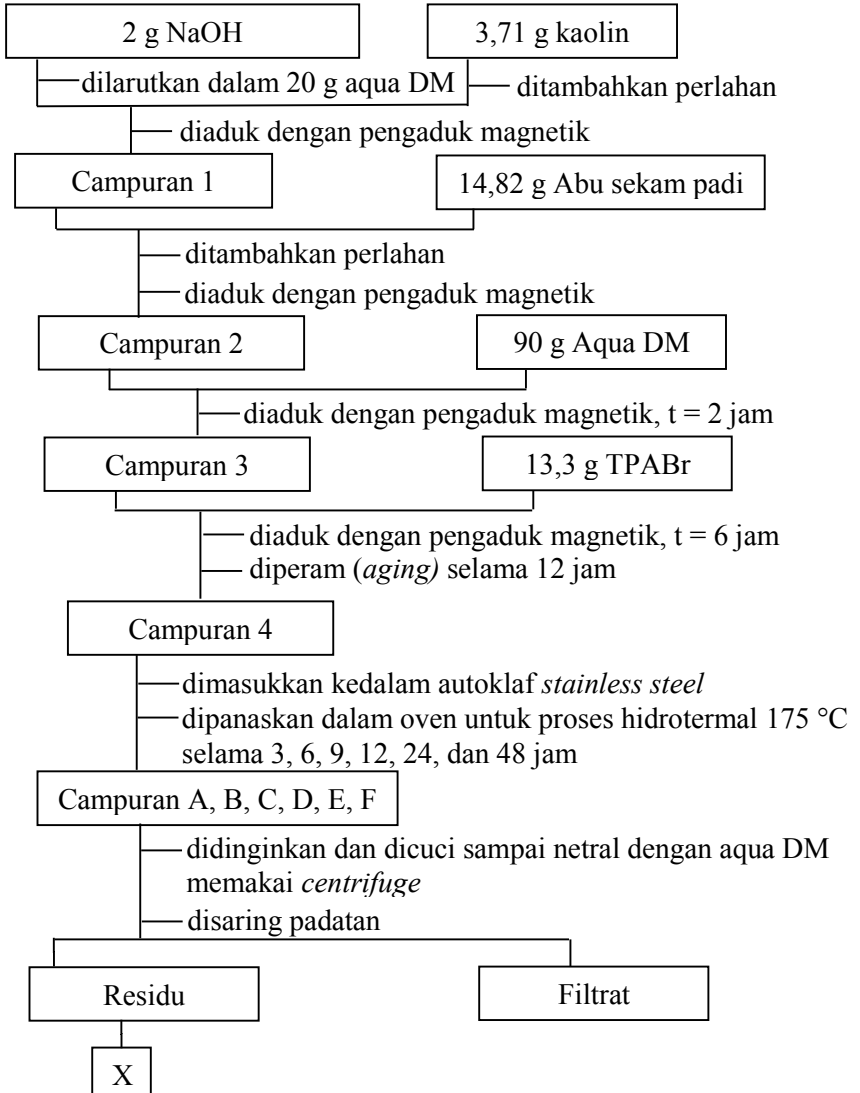 2 g NaOH
3,71 g kaolin
dilarutkan dalam 20 g aqua DM
ditambahkan perlahan
diaduk dengan pengaduk magnetik
Campuran 1
14,82 g Abu sekam padi
ditambahkan perlahan
diaduk dengan pengaduk magnetik
Campuran 2
90 g Aqua DM
diaduk dengan pengaduk magnetik, t = 2 jam
Campuran 3
13,3 g TPABr
diaduk dengan pengaduk magnetik, t = 6 jam
diperam (aging) selama 12 jam
Campuran 4
dimasukkan kedalam autoklaf stainless steel
dipanaskan dalam oven untuk proses hidrotermal 175 °C
selama 3, 6, 9, 12, 24, dan 48 jam
Campuran A, B, C, D, E, F
didinginkan dan dicuci sampai netral dengan aqua DM
memakai centrifuge
disaring padatan
Residu
Filtrat
X